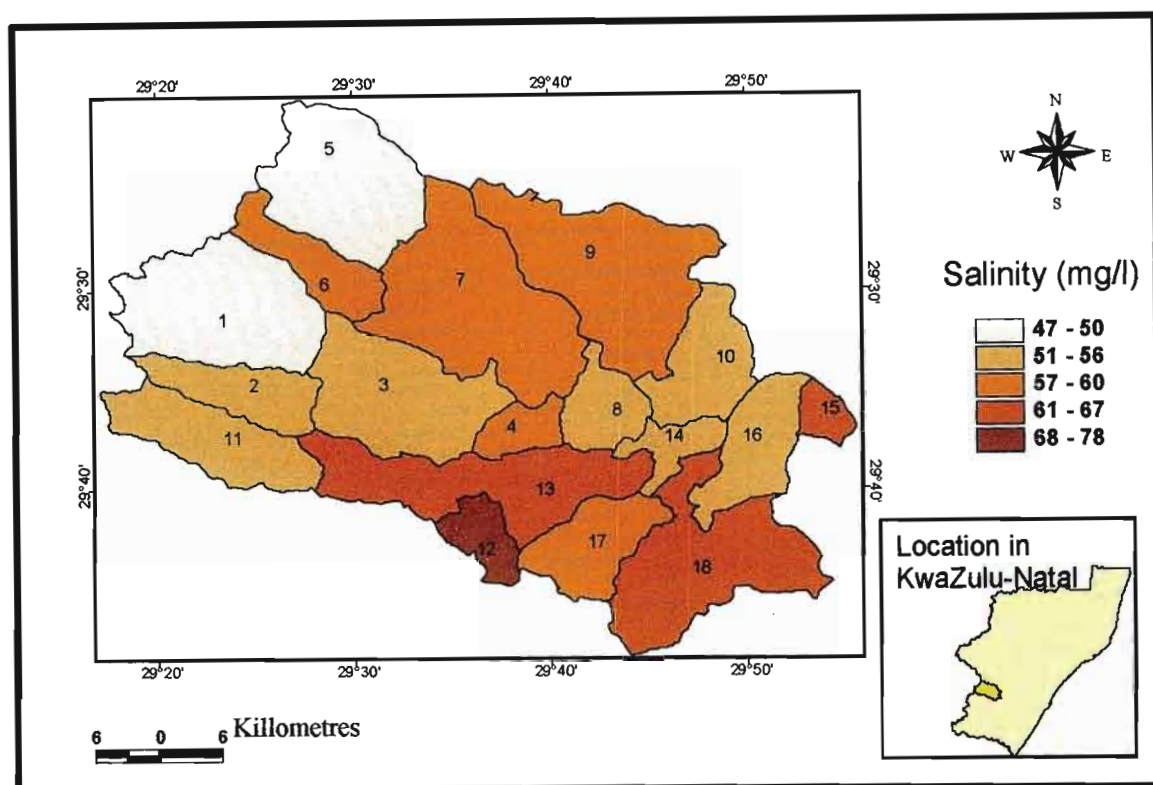 29°20' 29°30' 29°40' 29°50'
N
W E
S
5
9
6
7
29°30' 29°30'
1
Salinity (mg/l)
47 - 50
51 - 56
57 - 60
61 - 67
68 - 78
10
2 3
8 15
4
11 14 16
29°40' 29°40'
13
12 17
18
Location in
KwaZulu-Natal
29°20' 29°30' 29°40' 29°50'
6 0 6 Killometres